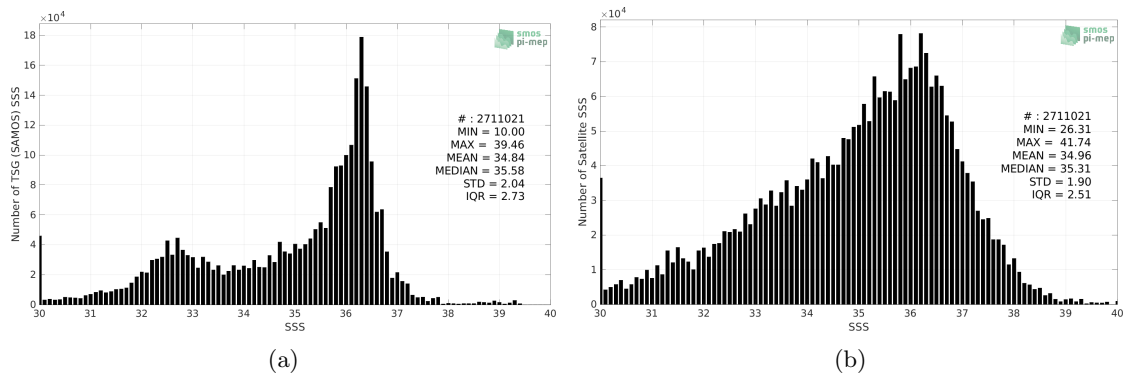 ×10⁴
18
16
14
12
10
8
6
4
2
0
Number of TSG (SAMOS) SSS
smos
pi-mep
# : 2711021
MIN = 10.00
MAX = 39.46
MEAN = 34.84
MEDIAN = 35.58
STD = 2.04
IQR = 2.73
30 31 32 33 34 35 36 37 38 39 40
SSS
(a)
×10⁴
8
7
6
5
4
3
2
1
0
Number of Satellite SSS
smos
pi-mep
# : 2711021
MIN = 26.31
MAX = 41.74
MEAN = 34.96
MEDIAN = 35.31
STD = 1.90
IQR = 2.51
30 31 32 33 34 35 36 37 38 39 40
SSS
(b)